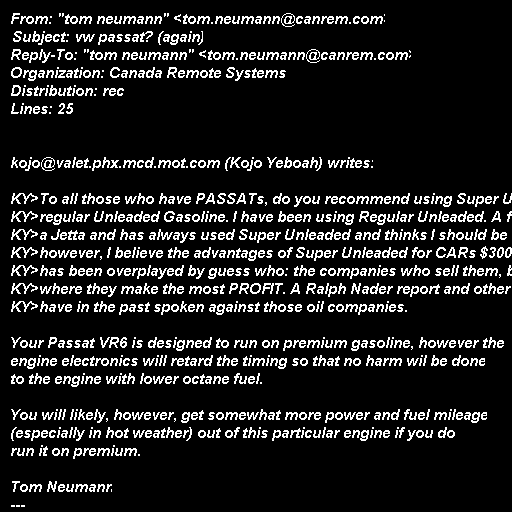 From: "tom neumann" <tom.neumann@canrem.com
Subject: vw passat? (again)
Reply-To: "tom neumann" <tom.neumann@canrem.com>
Organization: Canada Remote Systems
Distribution: rec
Lines: 25
kojo@valet.phx.mcd.mot.com (Kojo Yeboah) writes:
KY>To all those who have PASSATs, do you recommend using Super U
KY>regular Unleaded Gasoline. I have been using Regular Unleaded. A f
KY>a Jetta and has always used Super Unleaded and thinks I should be
KY>however, I believe the advantages of Super Unleaded for CARs $300
KY>has been overplayed by guess who: the companies who sell them, b
KY>where they make the most PROFIT. A Ralph Nader report and other
KY>have in the past spoken against those oil companies.
Your Passat VR6 is designed to run on premium gasoline, however the
engine electronics will retard the timing so that no harm wil be done
to the engine with lower octane fuel.
You will likely, however, get somewhat more power and fuel mileage
(especially in hot weather) out of this particular engine if you do
run it on premium.
Tom Neumann
---